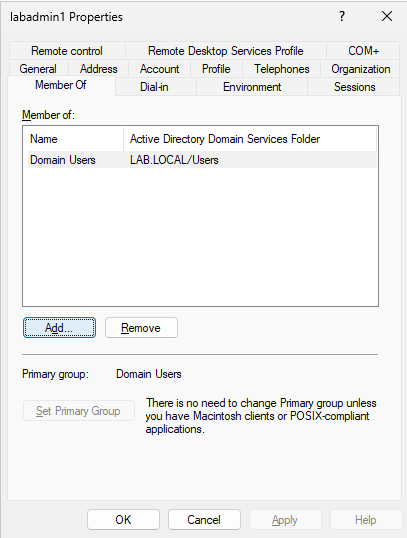 labadmin1 Properties
Remote control Remote Desktop Services Profile COM+
General Address Account Profile Telephones Organization
Member Of Dial-in Environment Sessions
Member of:
Name Active Directory Domain Services Folder
Domain Users LAB.LOCAL/Users
Add... Remove
Primary group: Domain Users
Set Primary Group
There is no need to change Primary group unless
you have Macintosh clients or POSIX-compliant
applications.
OK Cancel Apply Help